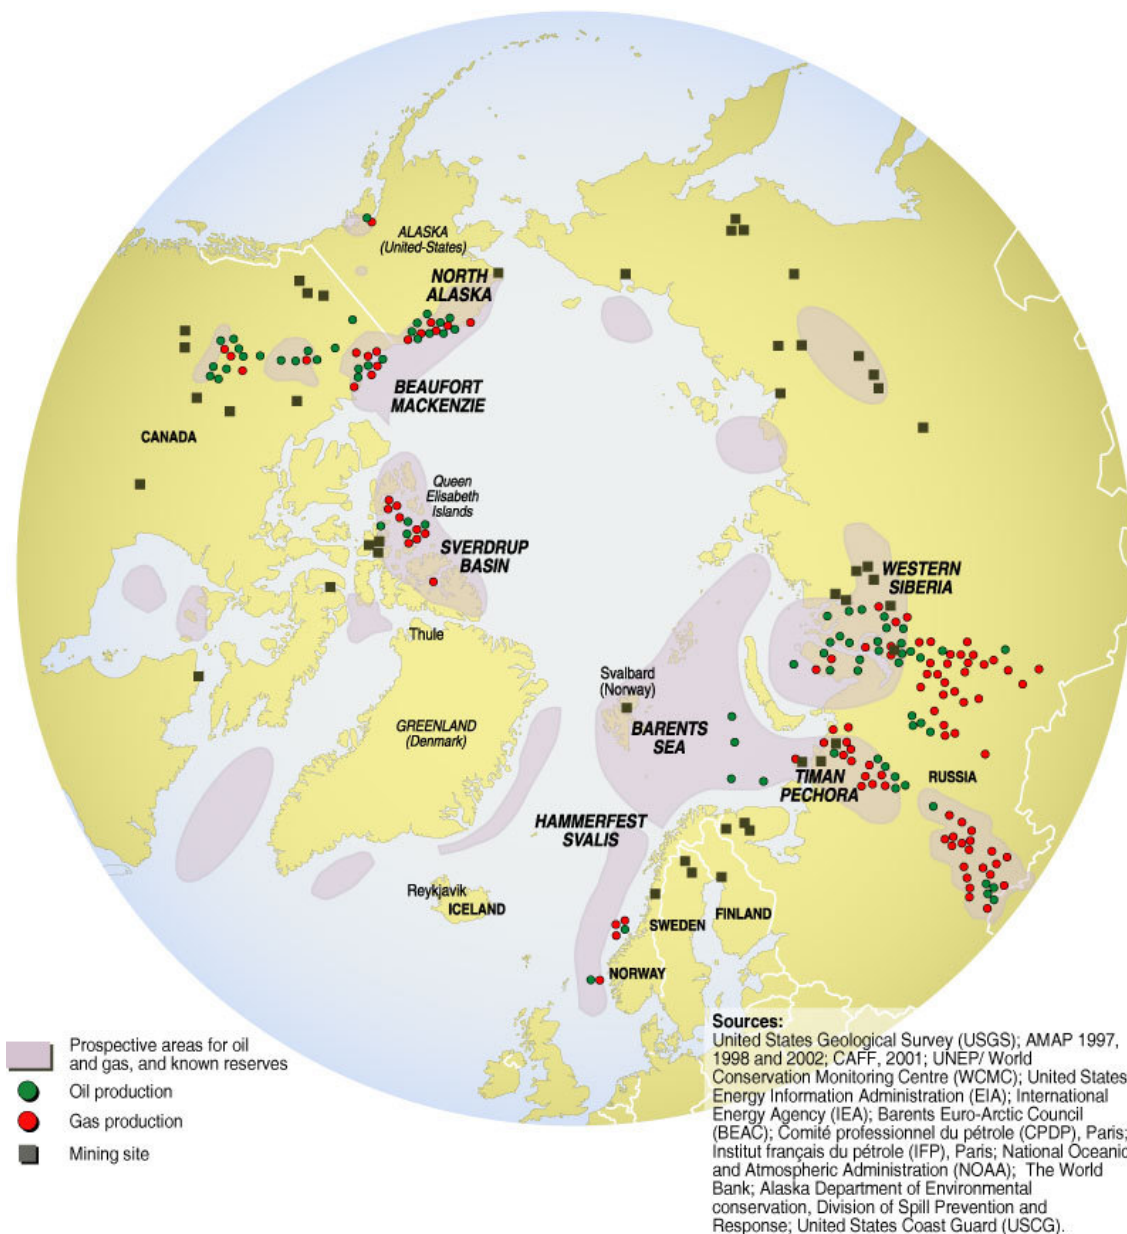 ALASKA
(United-States)
NORTH
ALASKA
BEAUFORT
MACKENZIE
CANADA
Queen
Elisabeth
Islands
SVERDRUP
BASIN
WESTERN
SIBERIA
Thule
Svalbard
(Norway)
GREENLAND
(Denmark)
BARENTS
SEA
TIMAN
PECHORA
RUSSIA
HAMMERFEST
SVALIS
Reykjavik
ICELAND
SWEDEN
FINLAND
NORWAY
Prospective areas for oil
and gas, and known reserves
Oil production
Gas production
Mining site
Sources:
United States Geological Survey (USGS); AMAP 1997,
1998 and 2002; CAFF, 2001; UNEP/ World
Conservation Monitoring Centre (WCMC); United States
Energy Information Administration (EIA); International
Energy Agency (IEA); Barents Euro-Arctic Council
(BEAC); Comité professionnel du pétrole (CPDP), Paris;
Institut français du pétrole (IFP), Paris; National Oceanic
and Atmospheric Administration (NOAA); The World
Bank; Alaska Department of Environmental
conservation, Division of Spill Prevention and
Response; United States Coast Guard (USCG).